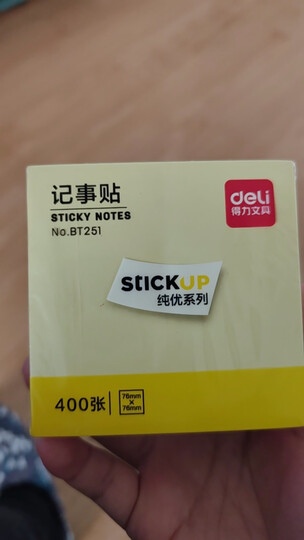 记事贴
STICKY NOTES
No.BT251
deli
得力文具
STICKUP
纯优系列
400张
76mm
×
76mm